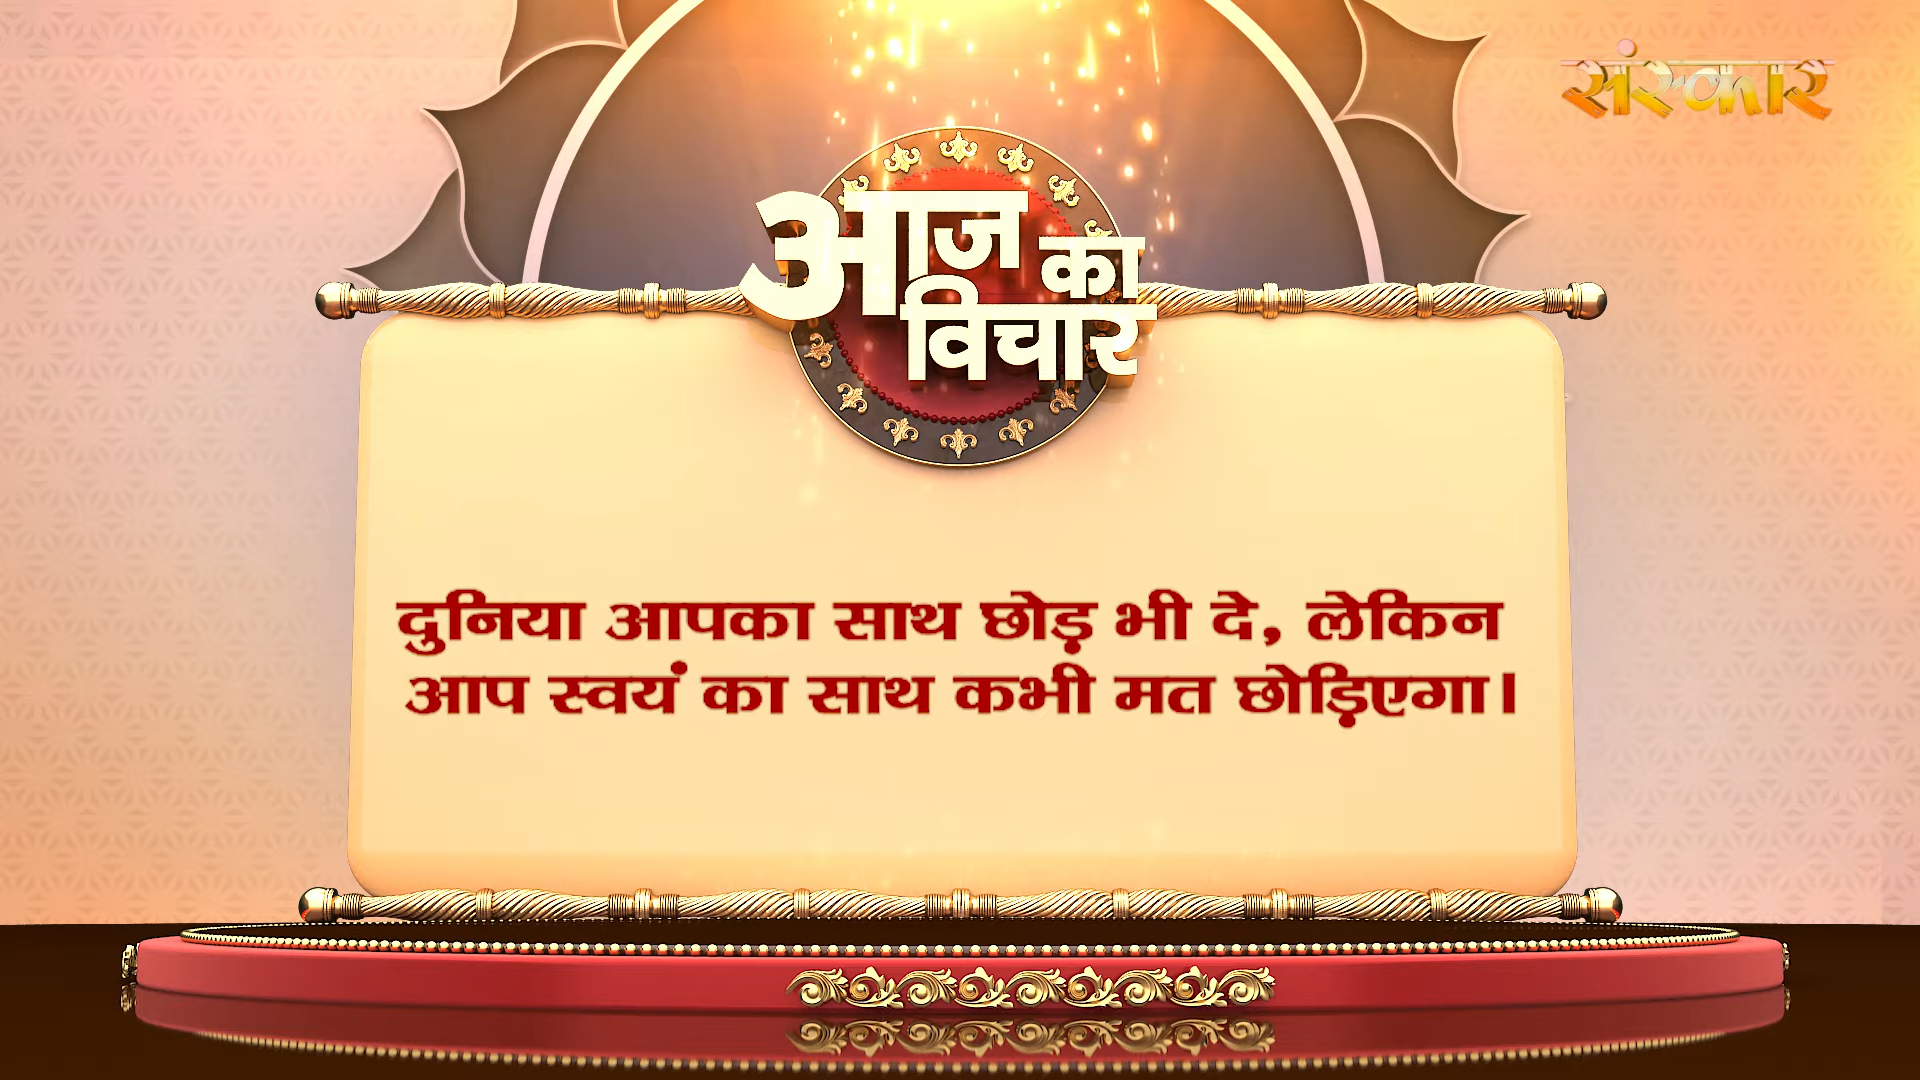 संस्कार
आज का
विचार
दुनिया आपका साथ छोड़ भी दे, लेकिन
आप स्वयं का साथ कभी मत छोड़िएगा।